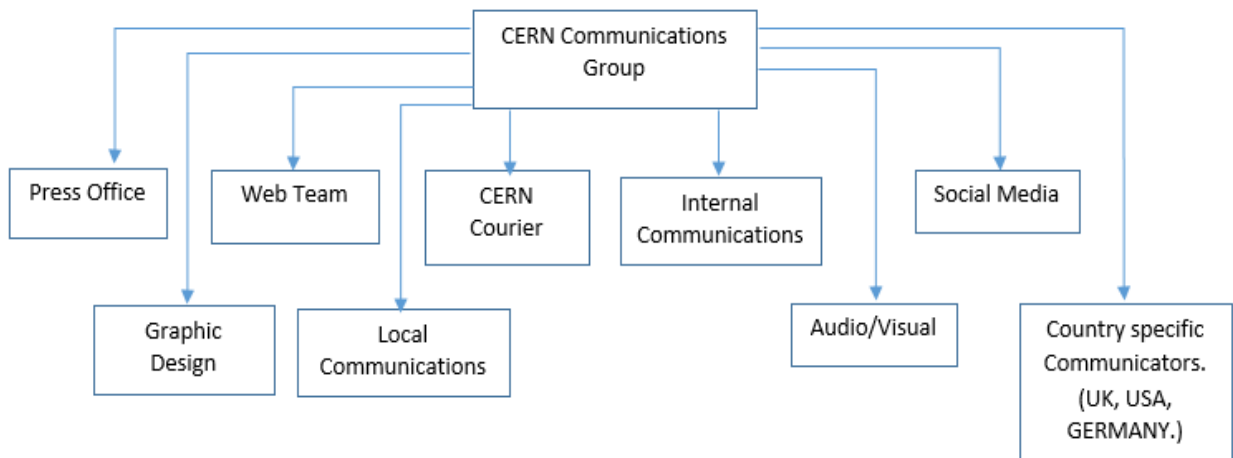 CERN Communications
Group
Press Office
Web Team
CERN
Courier
Internal
Communications
Social Media
Graphic
Design
Local
Communications
Audio/Visual
Country specific
Communicators.
(UK, USA,
GERMANY.)